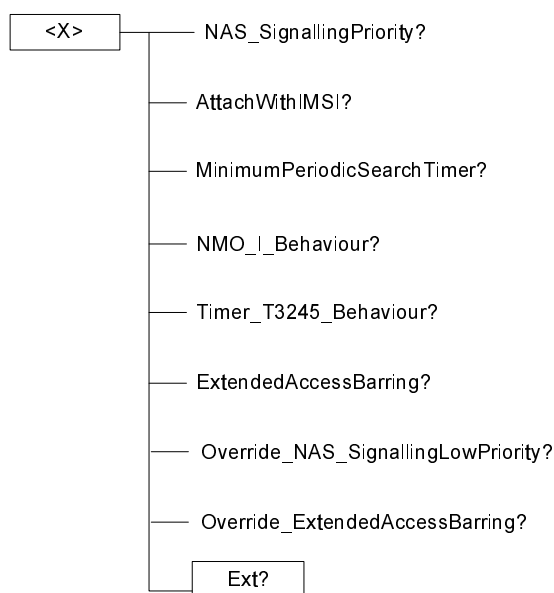 <X>
NAS_SignallingPriority?
AttachWithIMSI?
MinimumPeriodicSearchTimer?
NMO_I_Behaviour?
Timer_T3245_Behaviour?
ExtendedAccessBarring?
Override_NAS_SignallingLowPriority?
Override_ExtendedAccessBarring?
Ext?